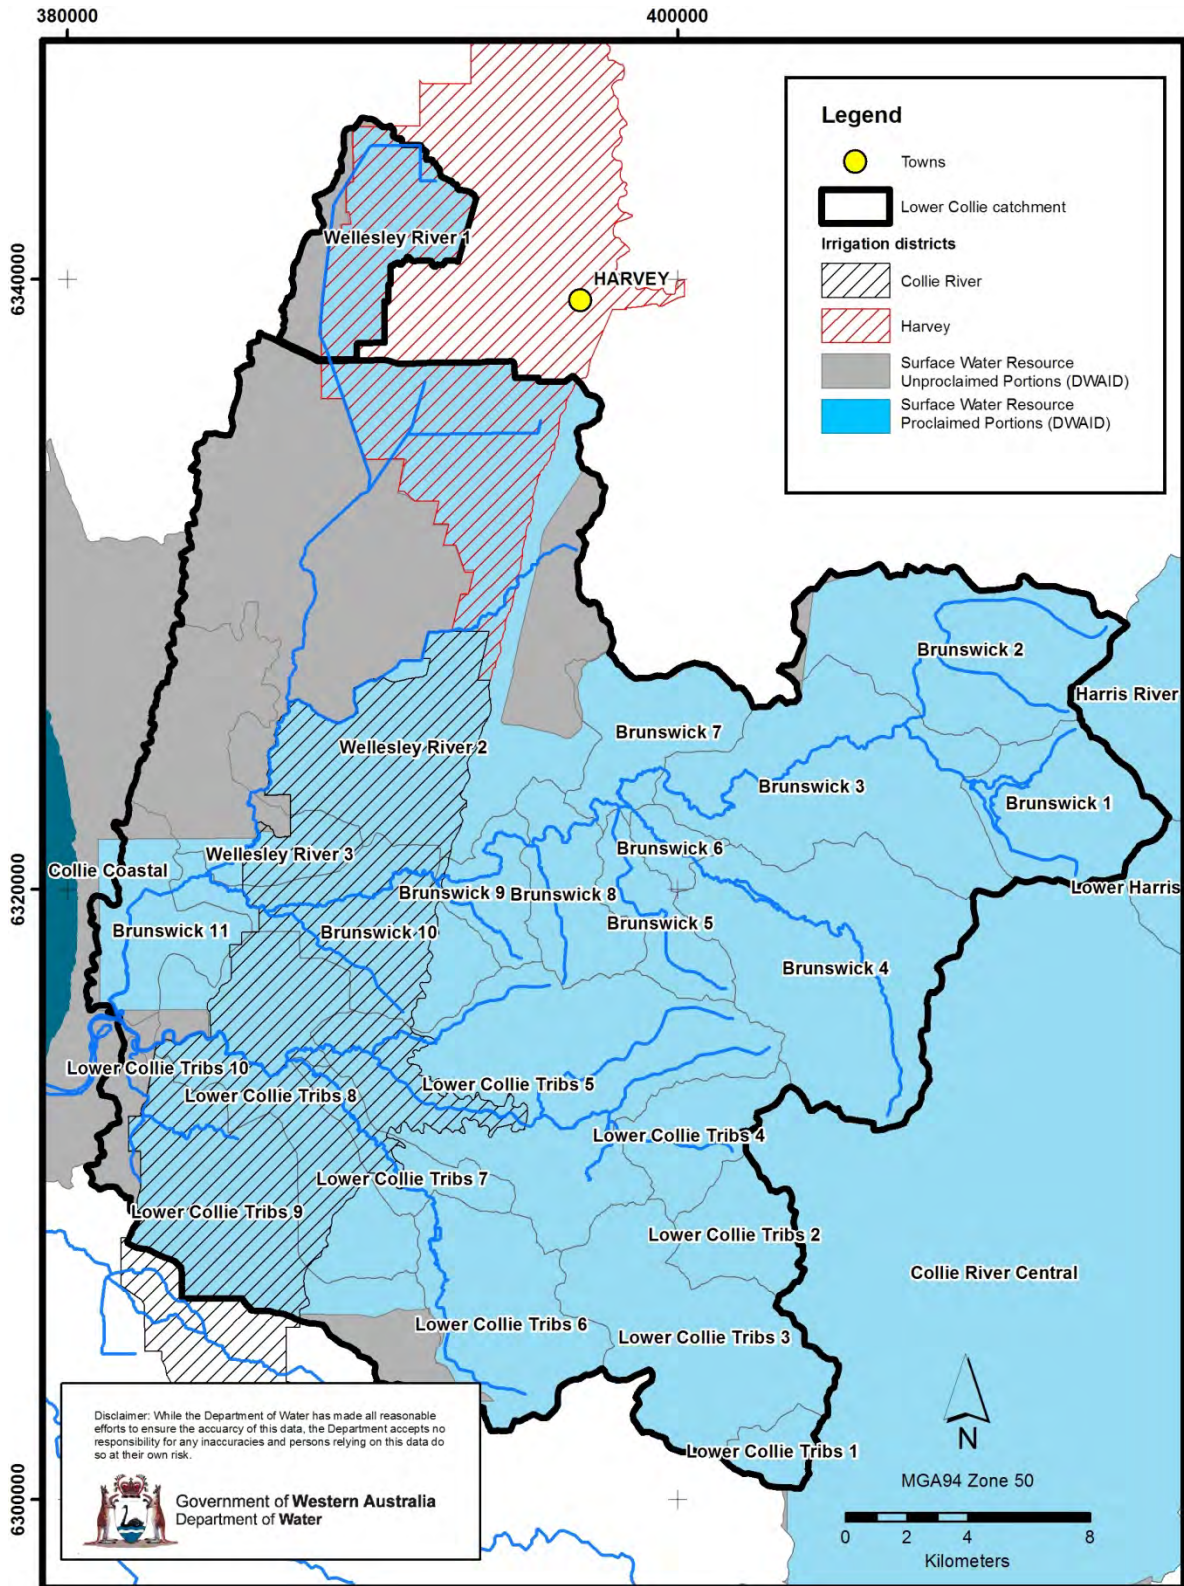 380000
400000
Legend
Towns
Lower Collie catchment
Irrigation districts
Collie River
Harvey
Surface Water Resource
Unproclaimed Portions (DWAID)
Surface Water Resource
Proclaimed Portions (DWAID)
Wellesley River 1
6340000
HARVEY
Brunswick 2
Harris River
Brunswick 7
Wellesley River 2
Brunswick 3
Brunswick 1
Brunswick 6
Wellesley River 3
Collie Coastal
6320000
Lower Harris
Brunswick 9
Brunswick 8
Brunswick 5
Brunswick 11
Brunswick 10
Brunswick 4
Lower Collie Tribs 10
Lower Collie Tribs 5
Lower Collie Tribs 8
Lower Collie Tribs 4
Lower Collie Tribs 7
Lower Collie Tribs 9
Lower Collie Tribs 2
Collie River Central
Lower Collie Tribs 6
Lower Collie Tribs 3
Lower Collie Tribs 1
6300000
Disclaimer: While the Department of Water has made all reasonable
efforts to ensure the accuarcy of this data, the Department accepts no
responsibility for any inaccuracies and persons relying on this data do
so at their own risk.
Government of Western Australia
Department of Water
N
MGA94 Zone 50
0 2 4 8
Kilometers